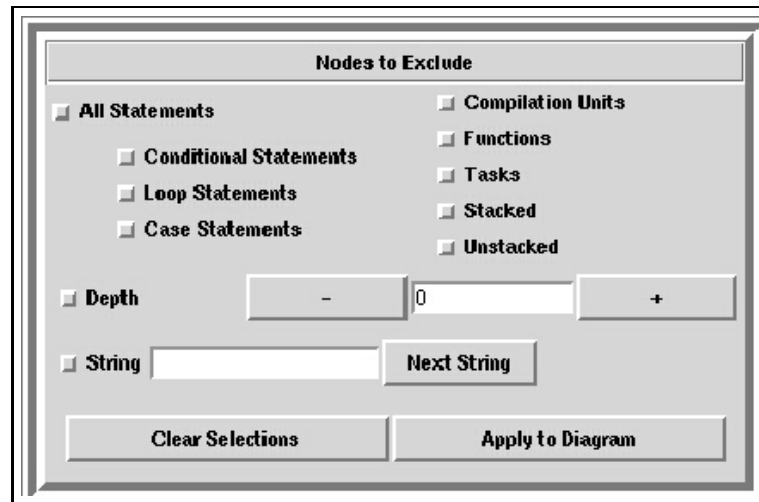 Nodes to Exclude
All Statements
Conditional Statements
Loop Statements
Case Statements
Compilation Units
Functions
Tasks
Stacked
Unstacked
Depth - 0 +
String Next String
Clear Selections Apply to Diagram